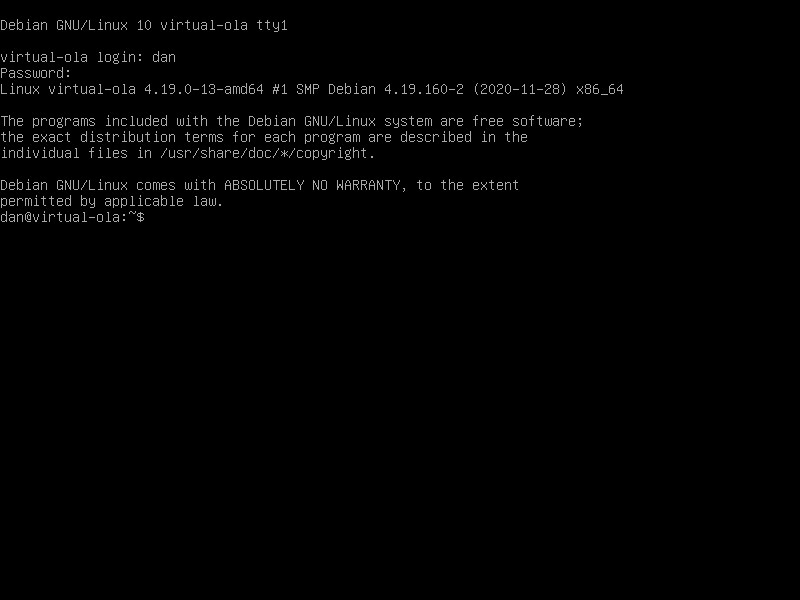 Debian GNU/Linux 10 virtual-ola tty1
virtual-ola login: dan
Password:
Linux virtual-ola 4.19.0-13-amd64 #1 SMP Debian 4.19.160-2 (2020-11-28) x86_64
The programs included with the Debian GNU/Linux system are free software;
the exact distribution terms for each program are described in the
individual files in /usr/share/doc/*/copyright.
Debian GNU/Linux comes with ABSOLUTELY NO WARRANTY, to the extent
permitted by applicable law.
dan@virtual-ola:~$